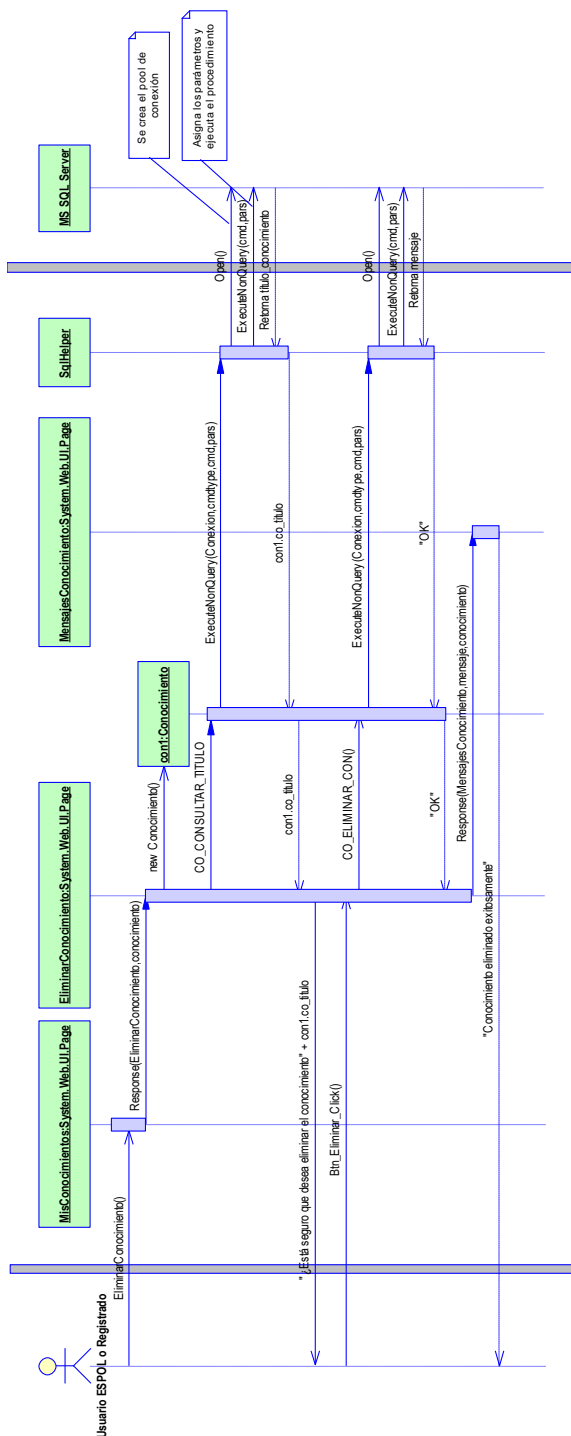 Usuario ESPOL o Registrado
MisConocimientos:System.Web.UI.Page
EliminarConocimiento:System.Web.UI.Page
con1:Conocimiento
MensajesConocimiento:System.Web.UI.Page
SqlHelper
MS SQL Server
EliminarConocimiento()
Response(EliminarConocimiento,conocimiento)
new Conocimiento()
CO_CONSULTAR_TITULO
ExecuteNonQuery(Conexion,cmdtype,cmd,pars)
Open()
Se crea el pool de
conexión
ExecuteNonQuery(cmd,pars)
Asigna los parámetros y
ejecuta el procedimiento
Retorna titulo_conocimiento
con1.co_titulo
con1.co_titulo
"¿Está seguro que desea eliminar el conocimiento" + con1.co_titulo
Btn_Eliminar_Click()
CO_ELIMINAR_CON()
ExecuteNonQuery(Conexion,cmdtype,cmd,pars)
Open()
ExecuteNonQuery(cmd,pars)
Retorna mensaje
"OK"
"OK"
Response(MensajesConocimiento,mensaje,conocimiento)
"Conocimiento eliminado exitosamente"